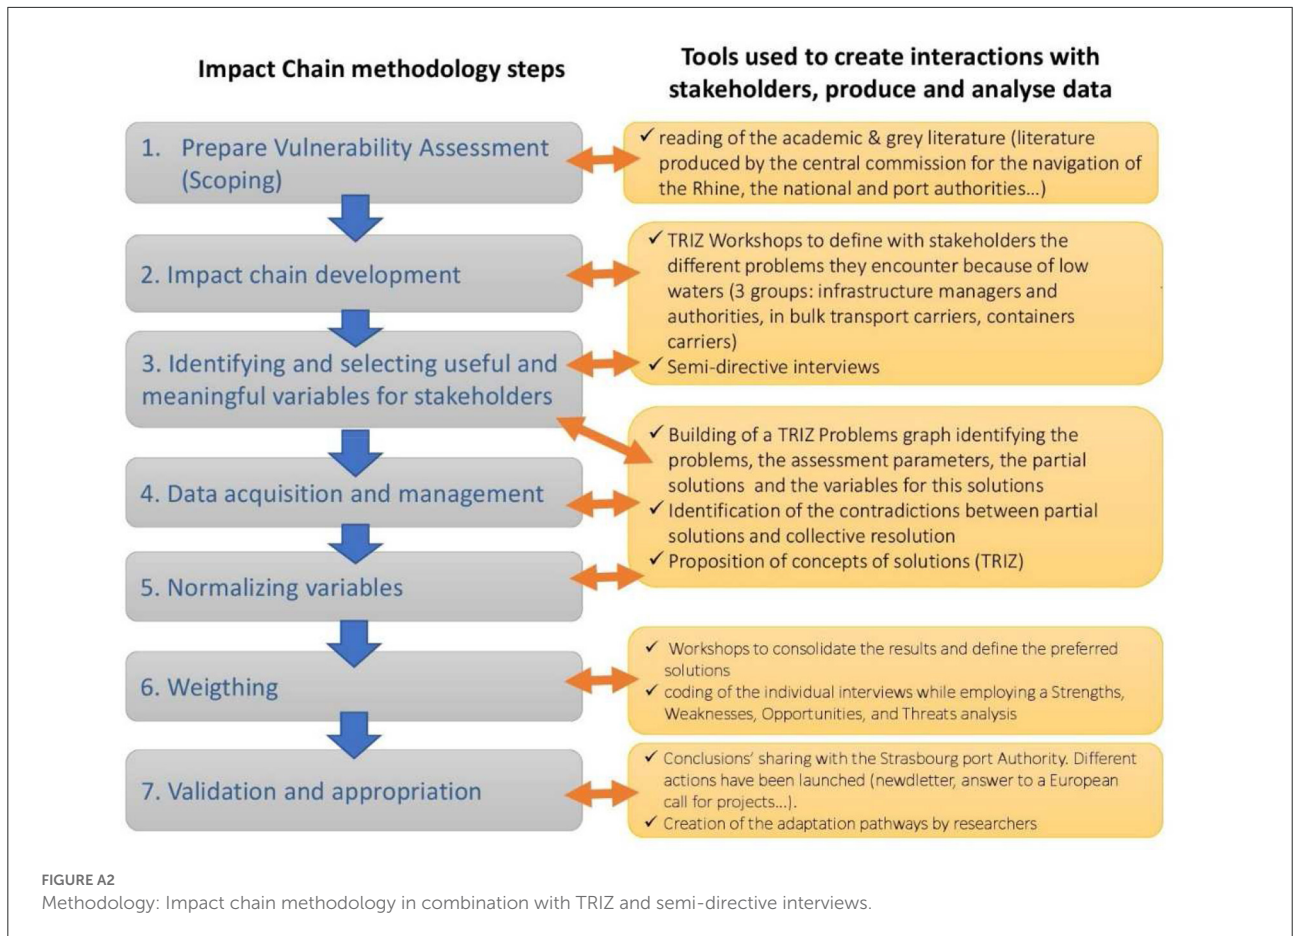 Impact Chain methodology steps
Tools used to create interactions with
stakeholders, produce and analyse data
1. Prepare Vulnerability Assessment
(Scoping)
✓ reading of the academic & grey literature (literature
produced by the central commission for the navigation of
the Rhine, the national and port authorities...)
2. Impact chain development
✓ TRIZ Workshops to define with stakeholders the
different problems they encounter because of low
waters (3 groups: infrastructure managers and
authorities, in bulk transport carriers, containers
carriers)
✓ Semi-directive interviews
3. Identifying and selecting useful and
meaningful variables for stakeholders
✓ Building of a TRIZ Problems graph identifying the
problems, the assessment parameters, the partial
solutions and the variables for this solutions
✓ Identification of the contradictions between partial
solutions and collective resolution
✓ Proposition of concepts of solutions (TRIZ)
4. Data acquisition and management
5. Normalizing variables
6. Weigthing
✓ Workshops to consolidate the results and define the preferred
solutions
✓ coding of the individual interviews while employing a Strengths,
Weaknesses, Opportunities, and Threats analysis
7. Validation and appropriation
✓ Conclusions' sharing with the Strasbourg port Authority. Different
actions have been launched (newdletter, answer to a European
call for projects...).
✓ Creation of the adaptation pathways by researchers
FIGURE A2
Methodology: Impact chain methodology in combination with TRIZ and semi-directive interviews.